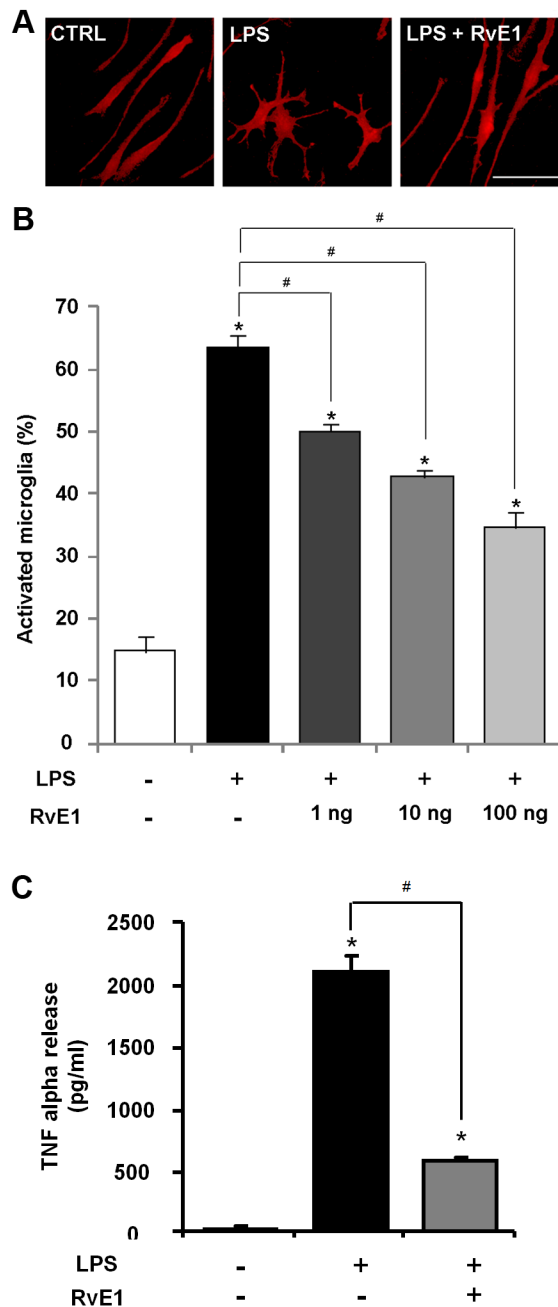 A
CTRL
LPS
LPS + RvE1
B
#
#
#
Activated microglia (%)
70
60
50
40
30
20
10
0
*
*
*
*
LPS - + + + +
RvE1 - - 1 ng 10 ng 100 ng
C
#
TNF alpha release
(pg/ml)
2500
2000
1500
1000
500
0
*
*
LPS - + +
RvE1 - - +